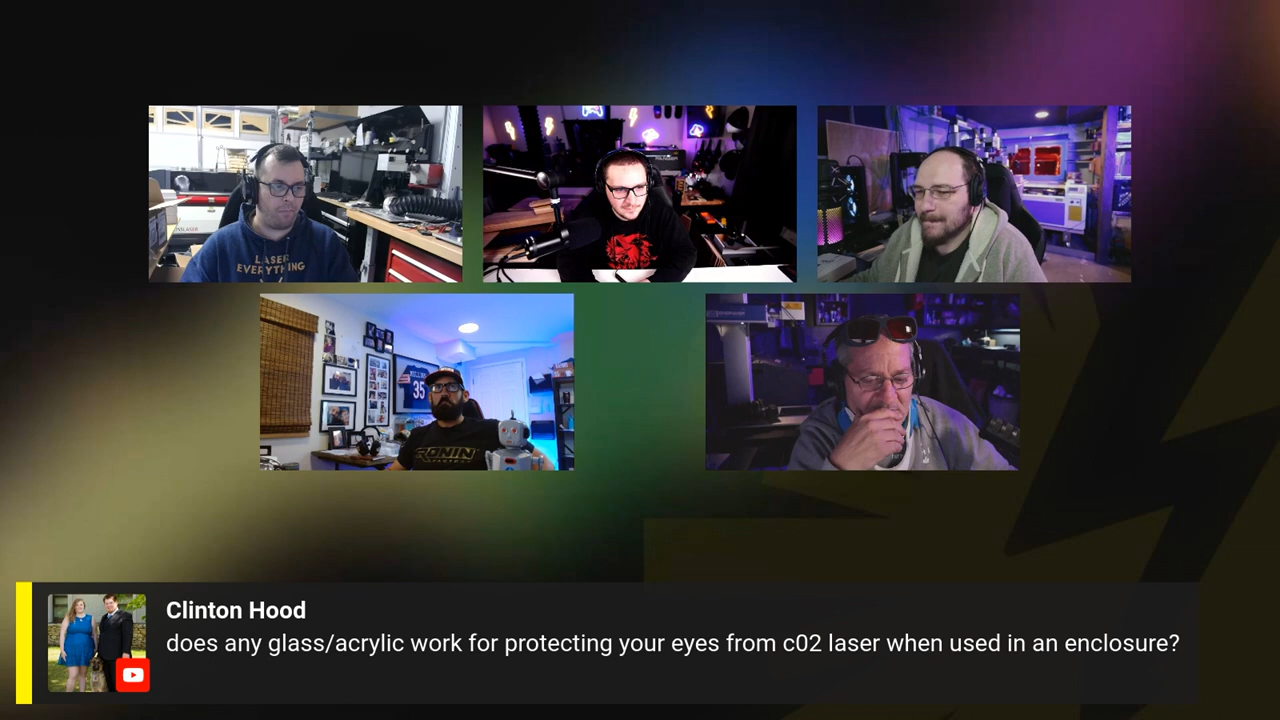 LASER
EVERYTHING
35
RONIN
Clinton Hood
does any glass/acrylic work for protecting your eyes from c02 laser when used in an enclosure?